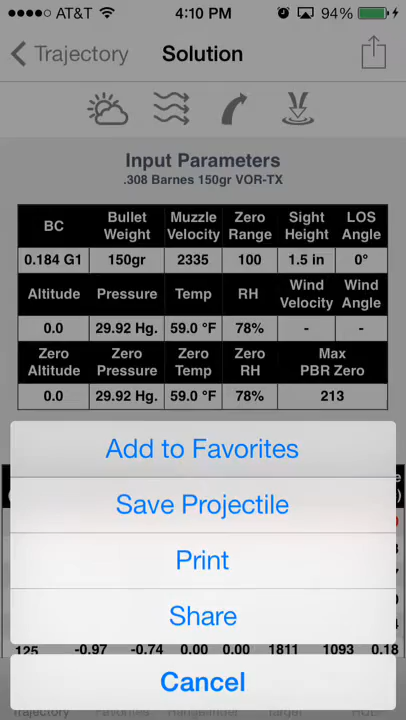 AT&T 4:10 PM 94%
Trajectory Solution
Input Parameters
.308 Barnes 150gr VOR-TX
BC Bullet Weight Muzzle Velocity Zero Range Sight Height LOS Angle
0.184 G1 150gr 2335 100 1.5 in 0°
Altitude Pressure Temp RH Wind Velocity Wind Angle
0.0 29.92 Hg. 59.0 °F 78% - -
Zero Altitude Zero Pressure Zero Temp Zero RH Max PBR Zero
0.0 29.92 Hg. 59.0 °F 78% 213
Add to Favorites
Save Projectile
Print
Share
125 -0.97 -0.74 0.00 0.00 1811 1093 0.18
Cancel
Trajectory